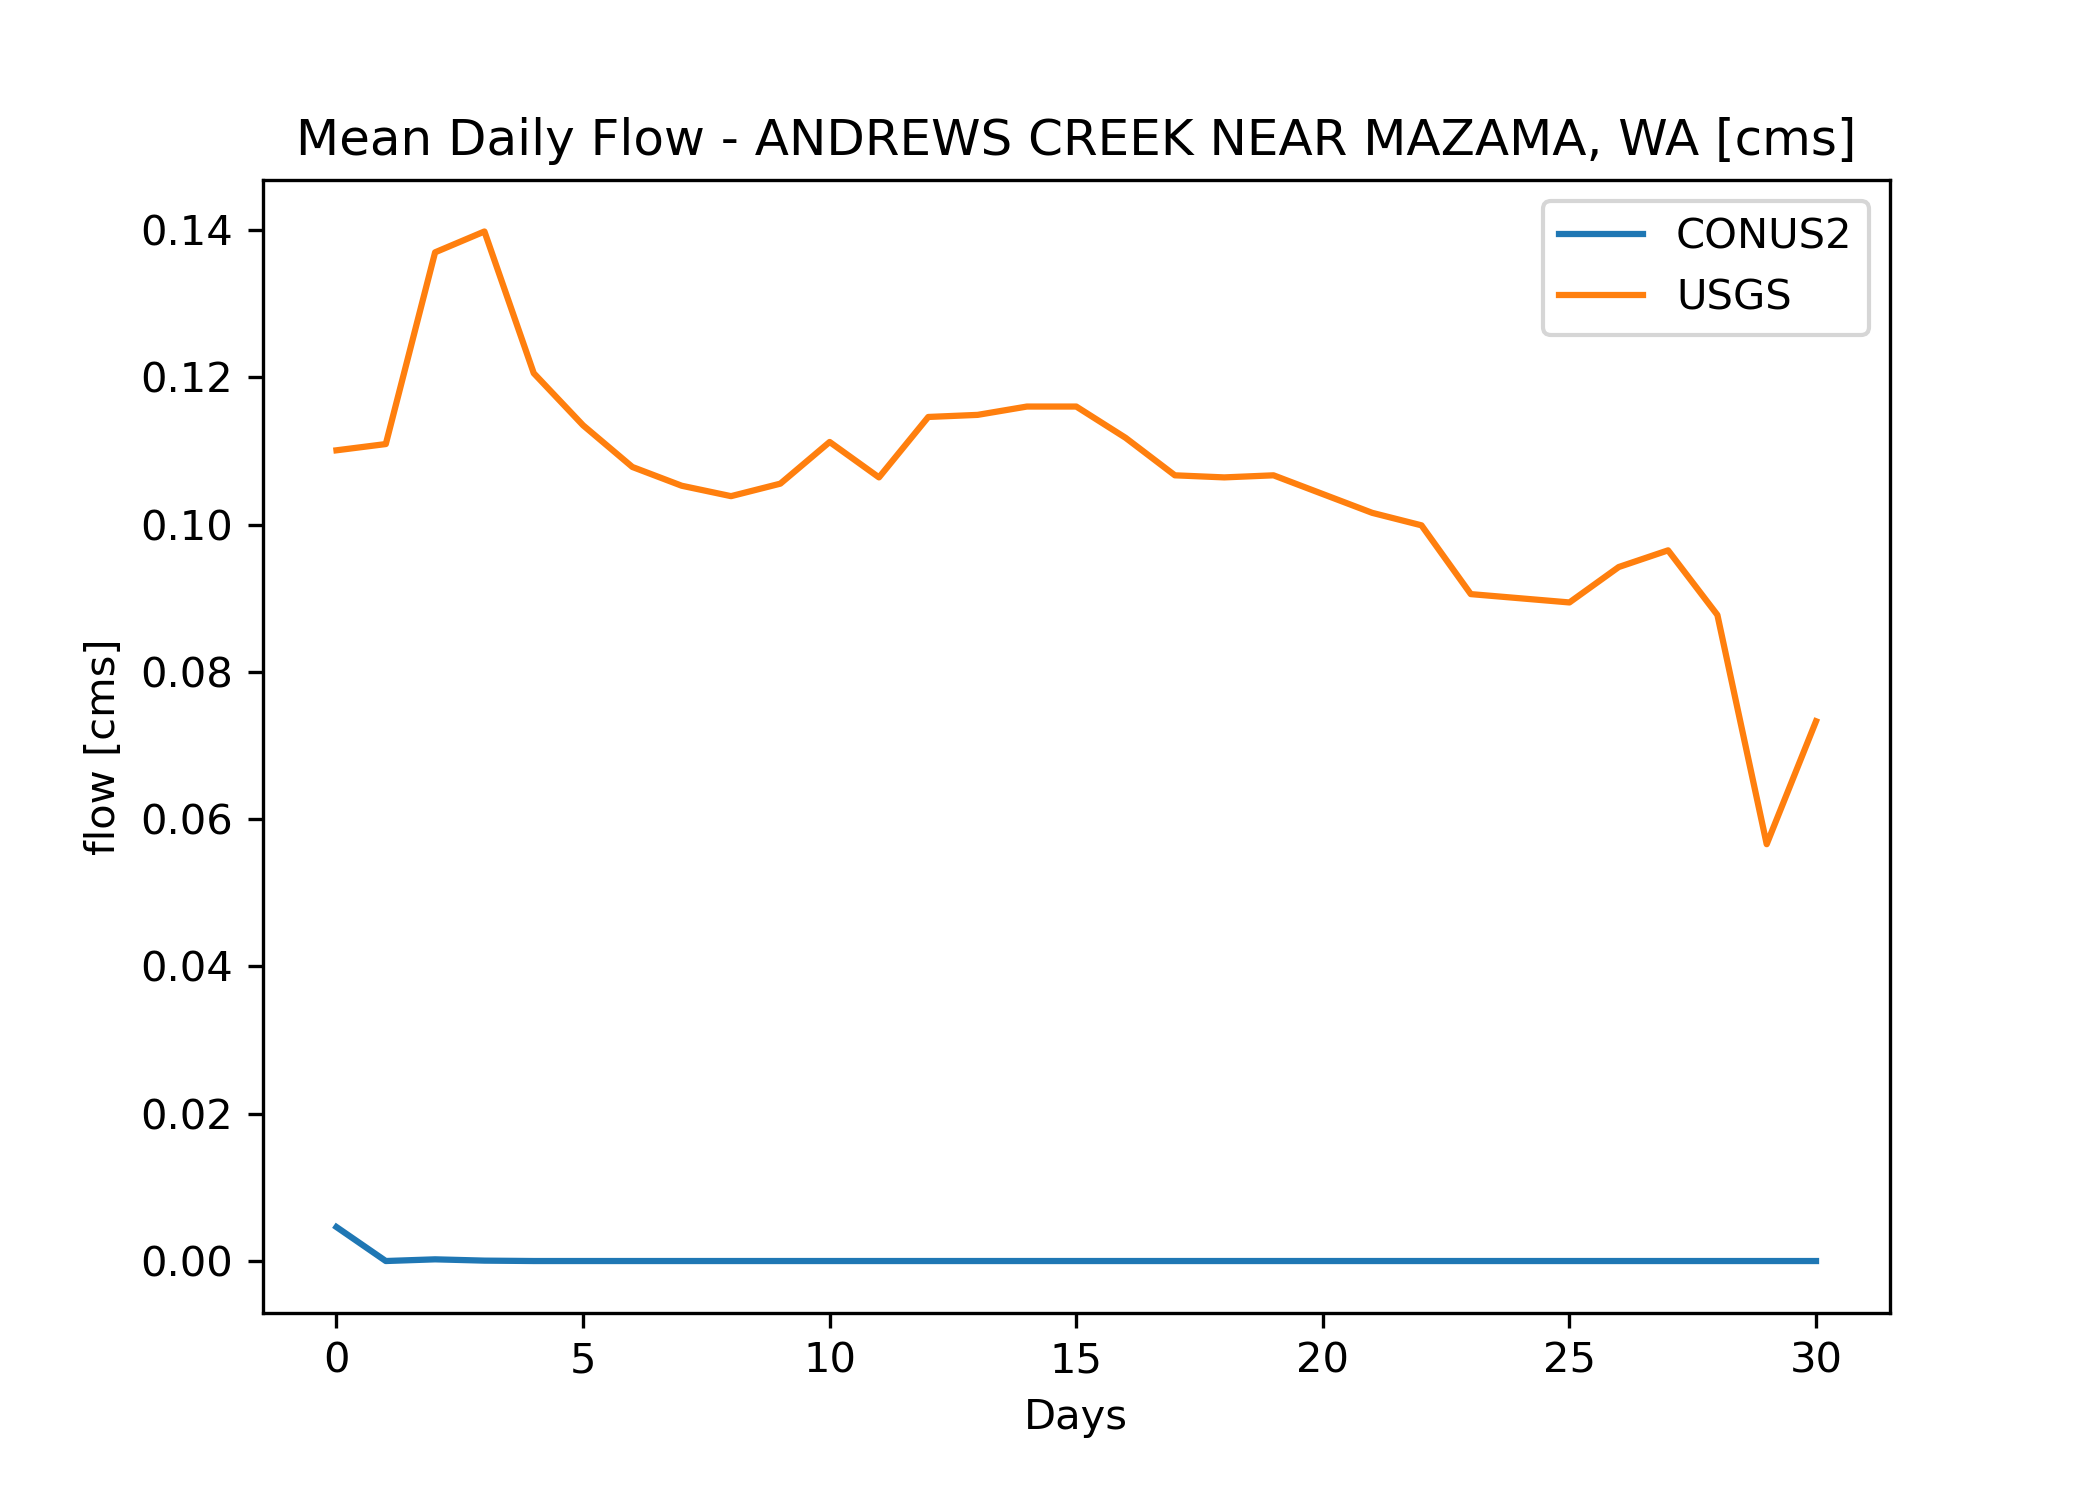 Mean Daily Flow - ANDREWS CREEK NEAR MAZAMA, WA [cms]
CONUS2
USGS
0.14
0.12
0.10
0.08
0.06
0.04
0.02
0.00
flow [cms]
0 5 10 15 20 25 30
Days